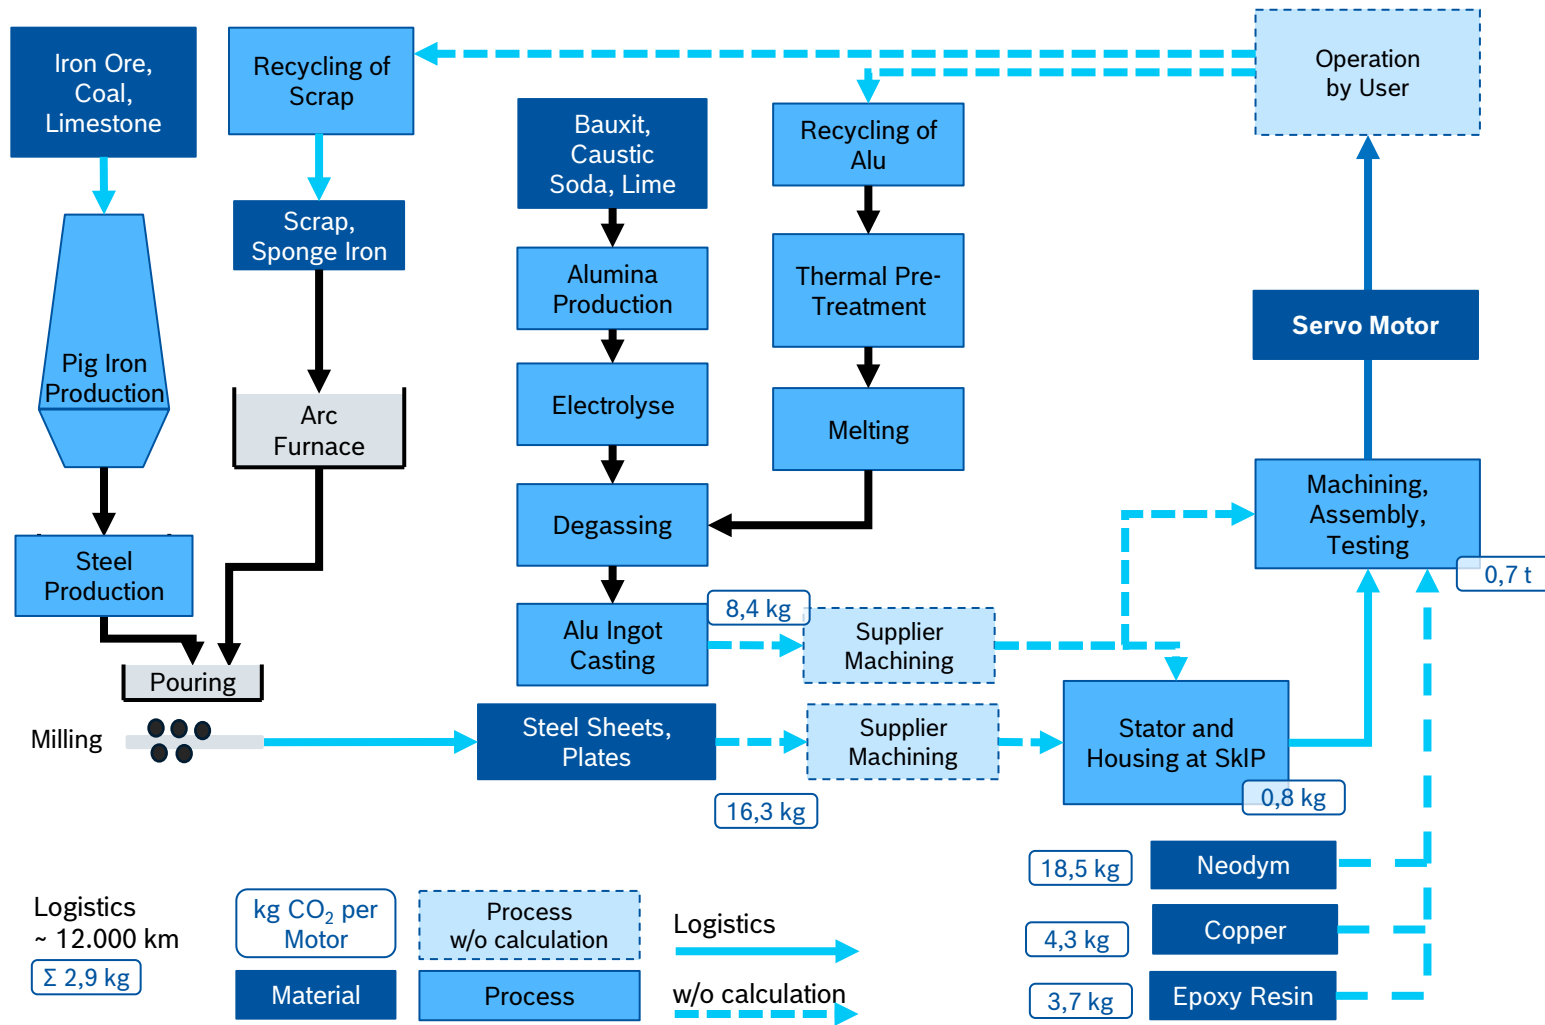 Iron Ore,
Coal,
Limestone
Recycling of
Scrap
Operation
by User
Bauxit,
Caustic
Soda, Lime
Recycling of
Alu
Scrap,
Sponge Iron
Alumina
Production
Thermal Pre-
Treatment
Servo Motor
Pig Iron
Production
Arc
Furnace
Electrolyse
Melting
Machining,
Assembly,
Testing
0,7 t
Steel
Production
Degassing
Alu Ingot
Casting
8,4 kg
Supplier
Machining
Pouring
Milling
Steel Sheets,
Plates
16,3 kg
Supplier
Machining
Stator and
Housing at SklP
0,8 kg
18,5 kg
Neodym
4,3 kg
Copper
3,7 kg
Epoxy Resin
Logistics
~ 12.000 km
Σ 2,9 kg
kg CO₂ per
Motor
Process
w/o calculation
Logistics
Material
Process
w/o calculation